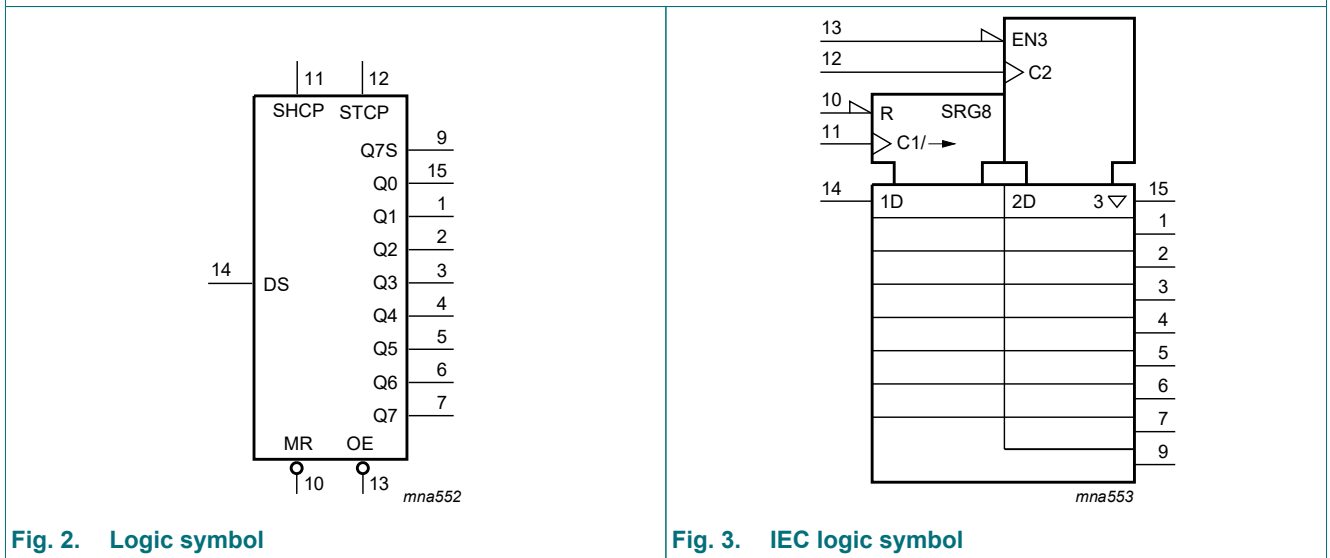 11 12
SHCP STCP
Q7S 9
Q0 15
Q1 1
Q2 2
14 DS Q3 3
Q4 4
Q5 5
Q6 6
Q7 7
MR OE
10 13
mna552
Fig. 2. Logic symbol
13 EN3
12 C2
10 R SRG8
11 C1/
14 1D 2D 3 15
1
2
3
4
5
6
7
9
mna553
Fig. 3. IEC logic symbol